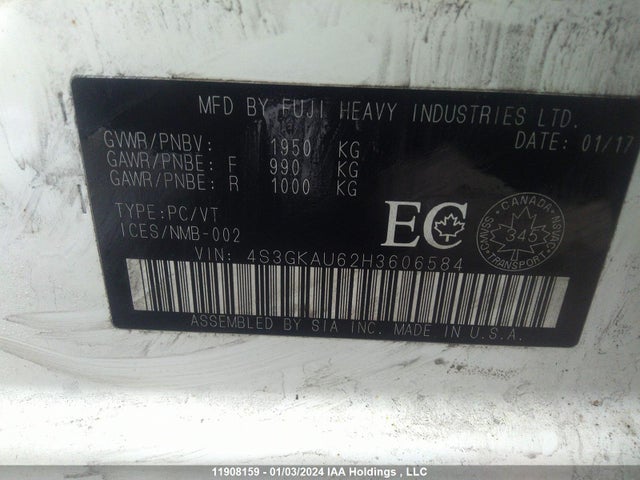 MFD BY FUJI HEAVY INDUSTRIES LTD.
DATE: 01/17
GVWR/PNBV: 1950 KG
GAWR/PNBE: F 990 KG
GAWR/PNBE: R 1000 KG
TYPE:PC/VT
ICES/NMB-002
EC
CANADA
345
TRANSPORT
VIN: 4S3GKAU62H3606584
ASSEMBLED BY SIA INC. MADE IN U.S.A.
11908159 - 01/03/2024 IAA Holdings , LLC